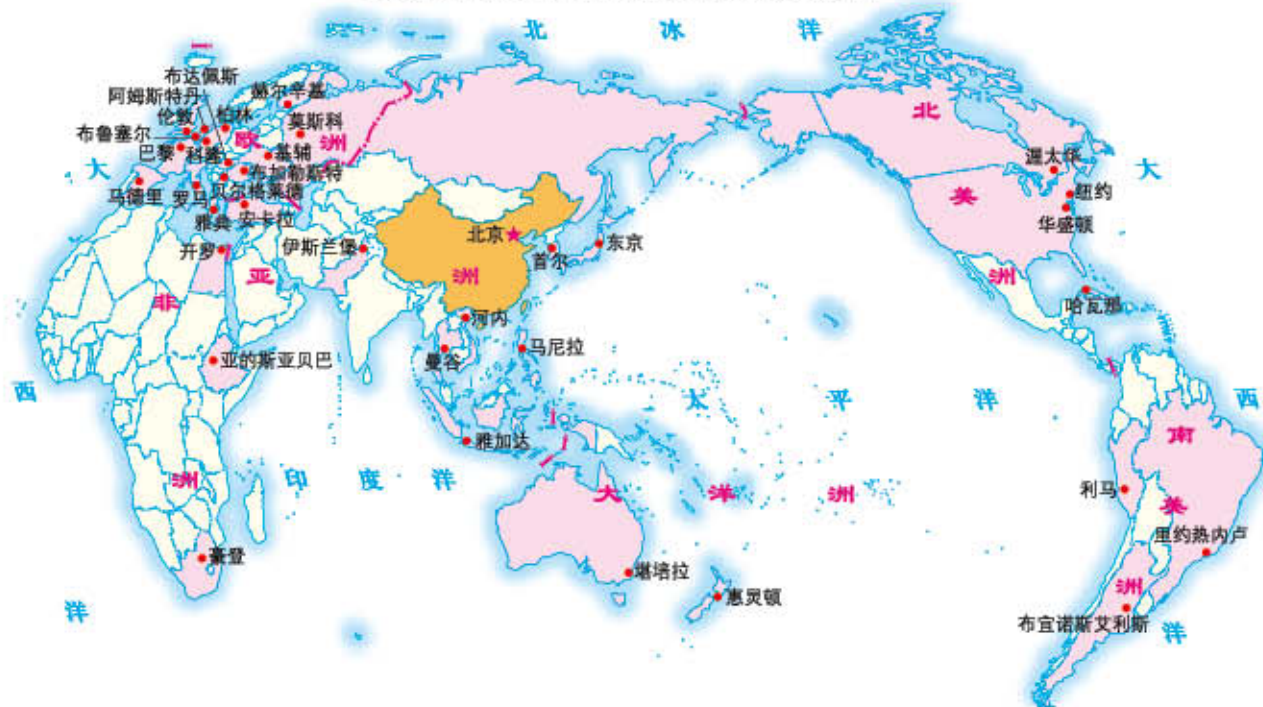 北 冰 洋
布达佩斯
阿姆斯特丹
赫尔辛基
伦敦
柏林
莫斯科
布鲁塞尔
欧 洲
巴黎
科隆
基辅
布加勒斯特
马德里
罗马
贝尔格莱德
雅典
安卡拉
开罗
伊斯兰堡
北京
首尔
东京
亚 洲
非 洲
河内
曼谷
马尼拉
亚的斯亚贝巴
雅加达
豪登
堪培拉
惠灵顿
大 西 洋
印 度 洋
太 平 洋
大 洋 洲
北 美 洲
渥太华
纽约
华盛顿
哈瓦那
大 西 洋
南 美 洲
利马
里约热内卢
布宜诺斯艾利斯